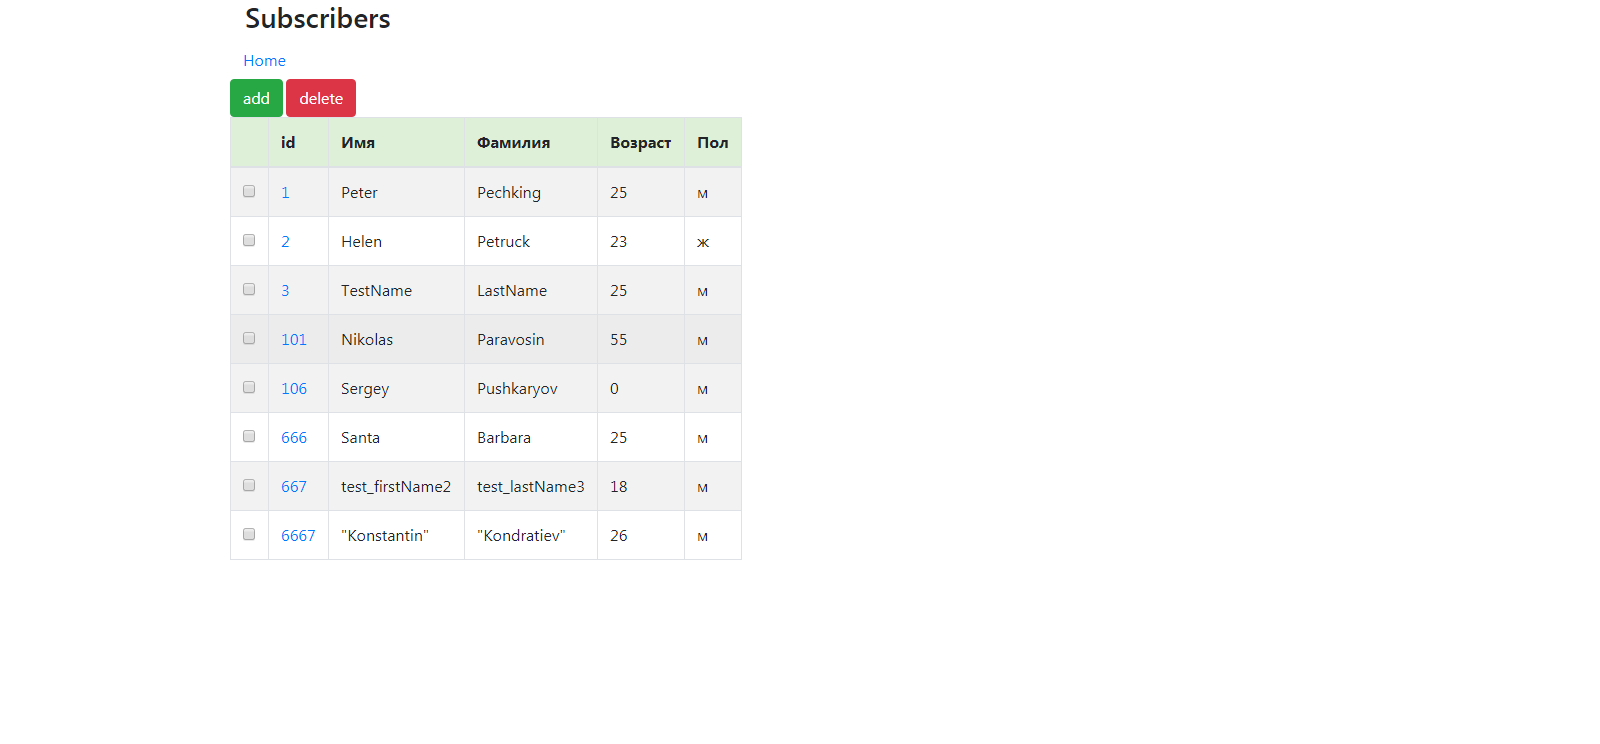 Subscribers
Home
add delete
id Имя Фамилия Возраст Пол
1 Peter Pechking 25 м
2 Helen Petruck 23 ж
3 TestName LastName 25 м
101 Nikolas Paravosin 55 м
106 Sergey Pushkaryov 0 м
666 Santa Barbara 25 м
667 test_firstName2 test_lastName3 18 м
6667 "Konstantin" "Kondratiev" 26 м